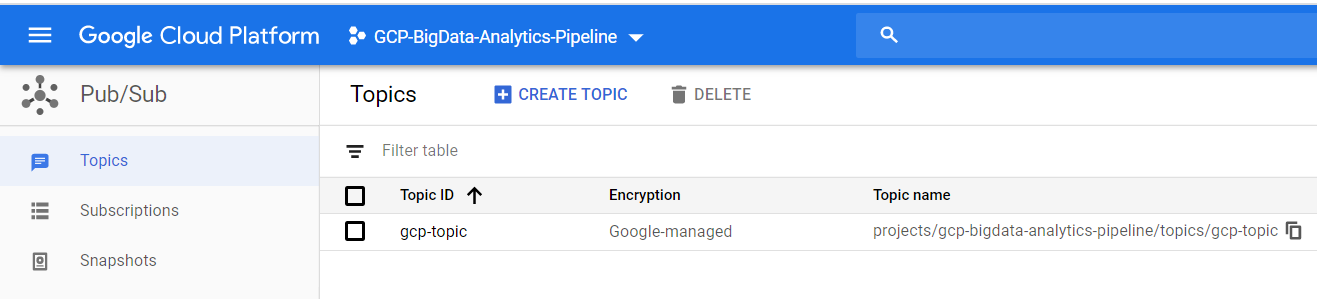 Google Cloud Platform GCP-BigData-Analytics-Pipeline
Pub/Sub
Topics CREATE TOPIC DELETE
Filter table
Topics
Subscriptions
Snapshots
Topic ID Encryption Topic name
gcp-topic Google-managed projects/gcp-bigdata-analytics-pipeline/topics/gcp-topic